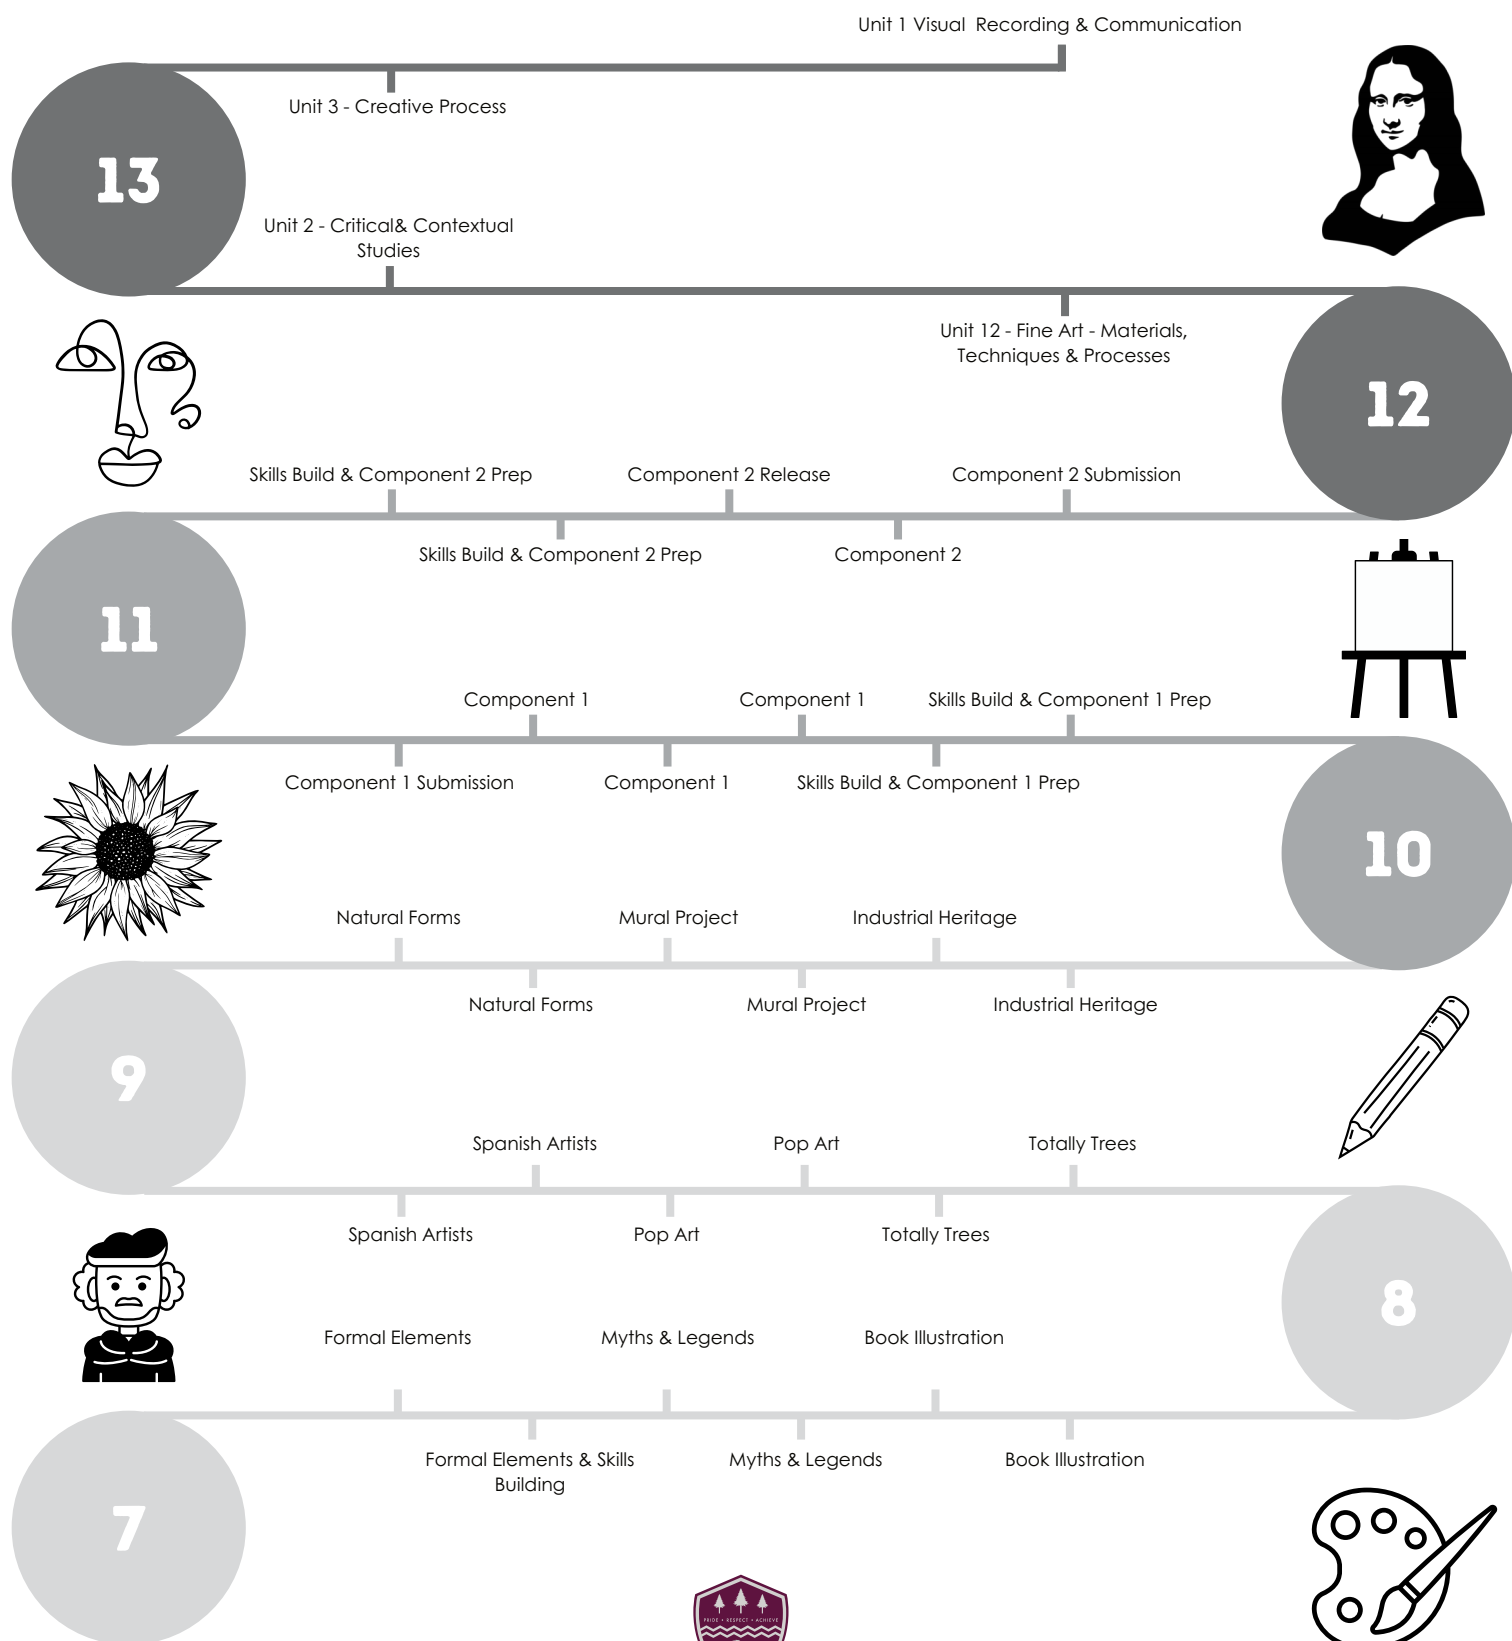 Unit 1 Visual Recording & Communication
Unit 3 - Creative Process
13
Unit 2 - Critical& Contextual
Studies
Unit 12 - Fine Art - Materials,
Techniques & Processes
12
Skills Build & Component 2 Prep
Component 2 Release
Component 2 Submission
Skills Build & Component 2 Prep
Component 2
11
Component 1
Component 1
Skills Build & Component 1 Prep
Component 1 Submission
Component 1
Skills Build & Component 1 Prep
10
Natural Forms
Mural Project
Industrial Heritage
Natural Forms
Mural Project
Industrial Heritage
9
Spanish Artists
Pop Art
Totally Trees
Spanish Artists
Pop Art
Totally Trees
8
Formal Elements
Myths & Legends
Book Illustration
Formal Elements & Skills
Building
Myths & Legends
Book Illustration
7
PRIDE • RESPECT • ACHIEVE